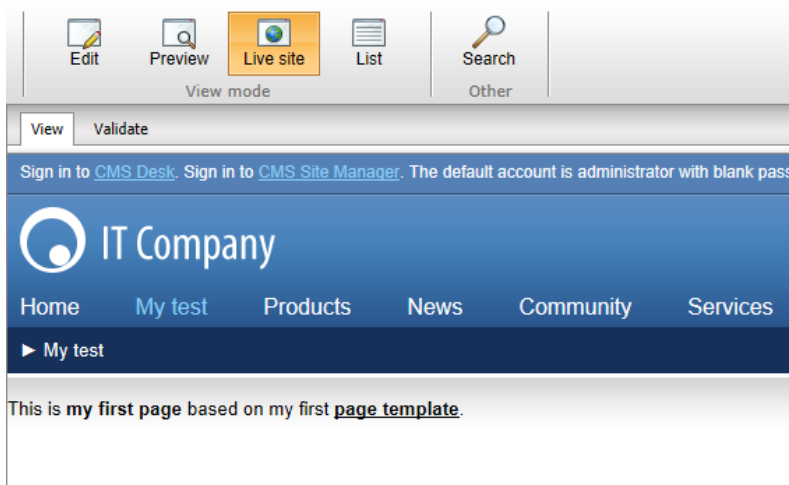 Edit Preview Live site List Search
View mode Other
View Validate
Sign in to CMS Desk. Sign in to CMS Site Manager. The default account is administrator with blank
IT Company
Home My test Products News Community Services
► My test
This is my first page based on my first page template.